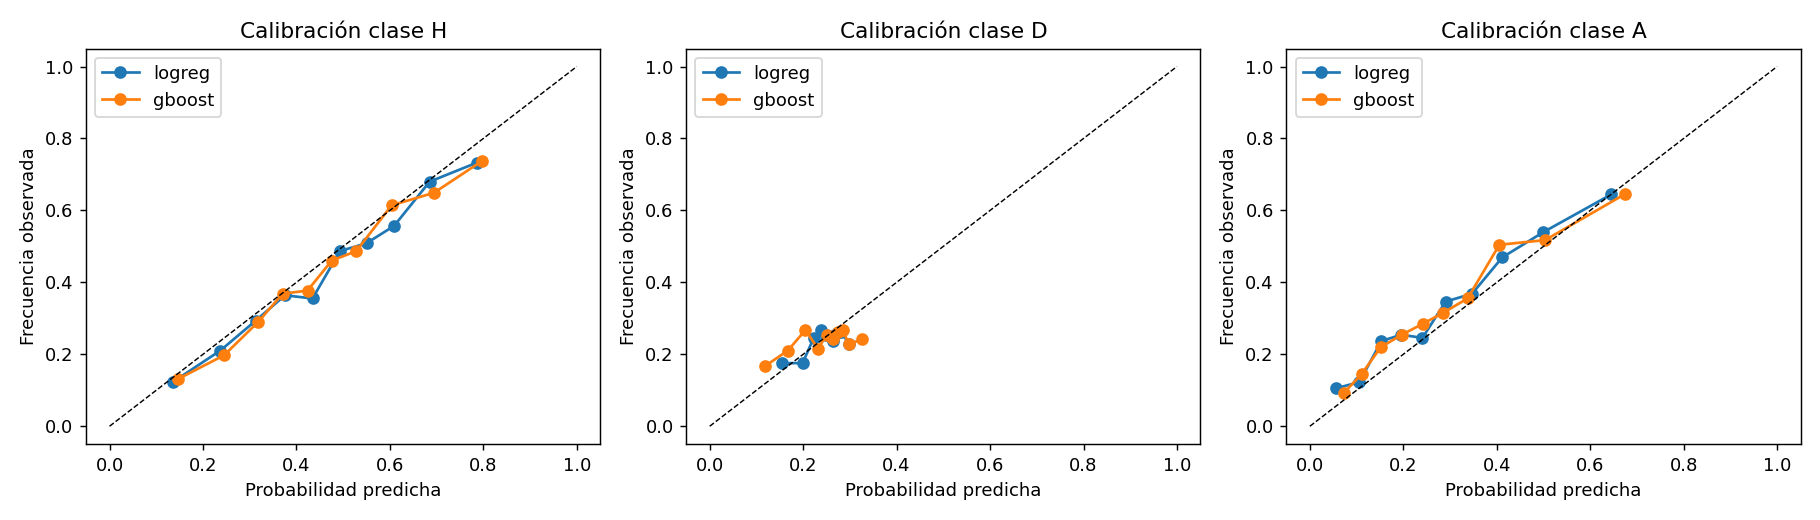 Calibración clase H
logreg
gboost
Frecuencia observada
1.0
0.8
0.6
0.4
0.2
0.0
0.0 0.2 0.4 0.6 0.8 1.0
Probabilidad predicha
Calibración clase D
logreg
gboost
Frecuencia observada
1.0
0.8
0.6
0.4
0.2
0.0
0.0 0.2 0.4 0.6 0.8 1.0
Probabilidad predicha
Calibración clase A
logreg
gboost
Frecuencia observada
1.0
0.8
0.6
0.4
0.2
0.0
0.0 0.2 0.4 0.6 0.8 1.0
Probabilidad predicha